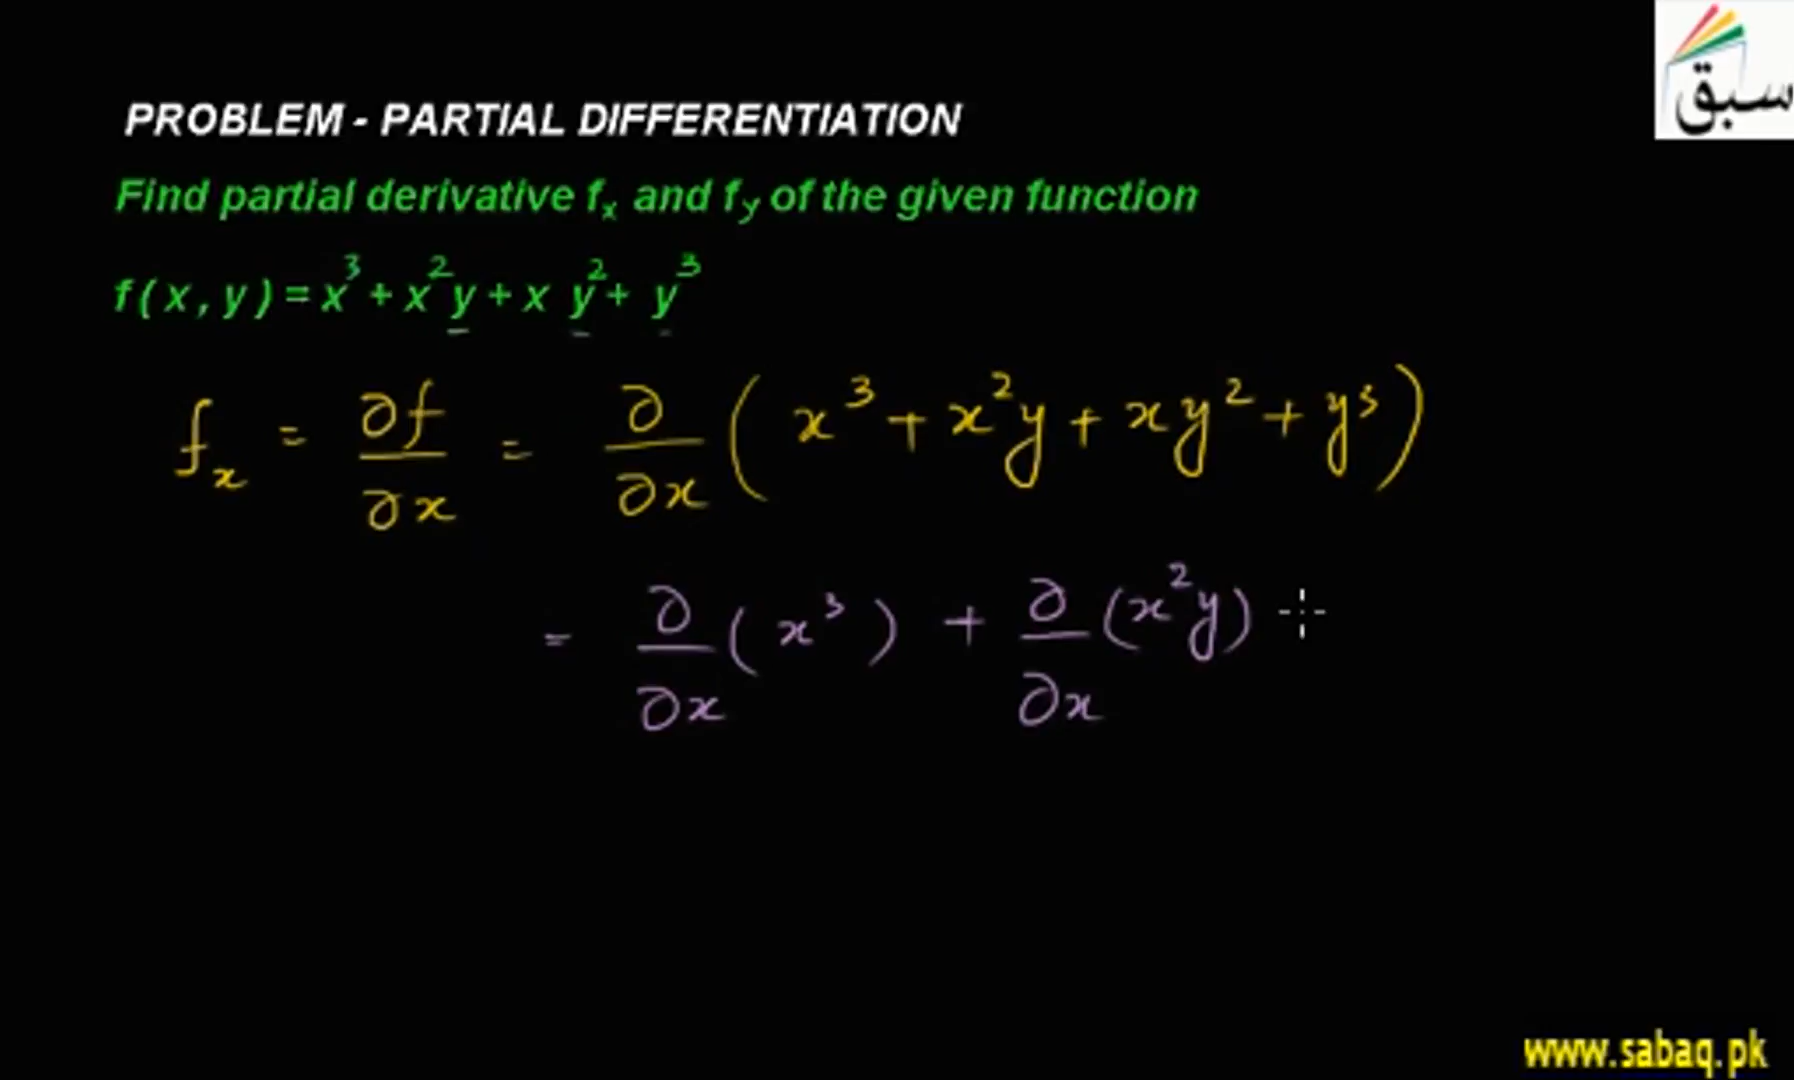 سبق
PROBLEM - PARTIAL DIFFERENTIATION
Find partial derivative fₓ and f_y of the given function
f ( x , y ) = x³ + x²y + x y² + y³
fₓ = ∂f/∂x = ∂/∂x ( x³ + x²y + xy² + y³ )
= ∂/∂x ( x³ ) + ∂/∂x (x²y)
www.sabaq.pk